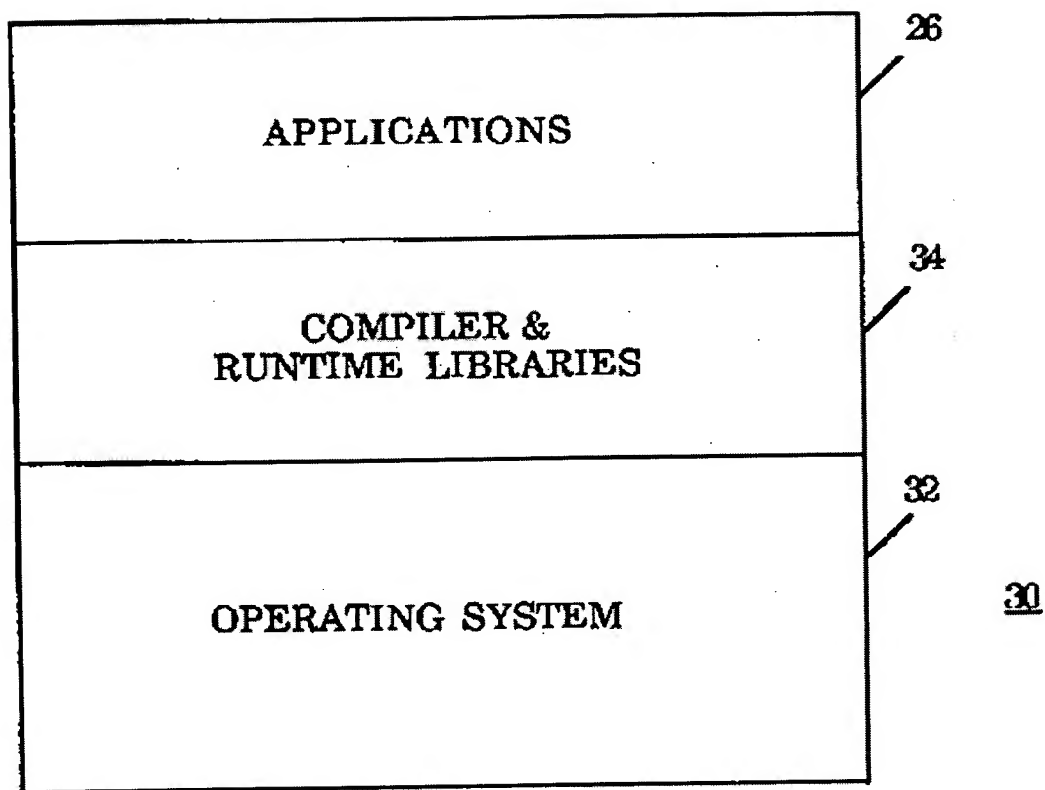 26
APPLICATIONS
34
COMPILER &
RUNTIME LIBRARIES
32
OPERATING SYSTEM
30